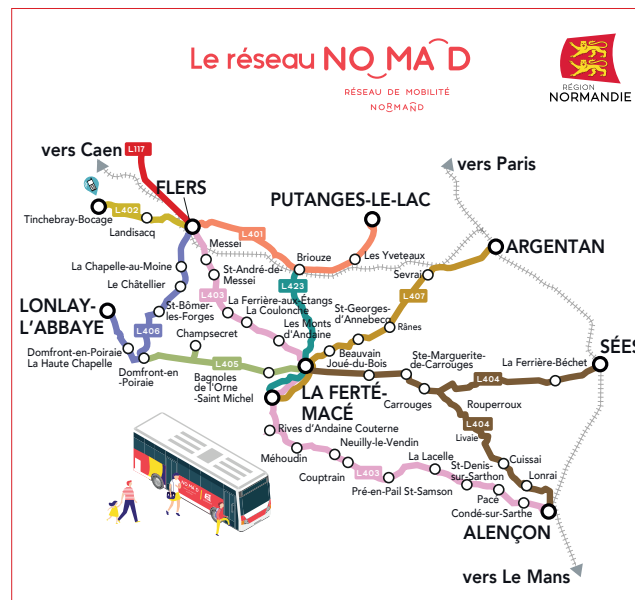 Le réseau NOMAD
RÉSEAU DE MOBILITÉ
NORMAND
RÉGION
NORMANDIE
vers Caen
L117
vers Paris
FLERS
PUTANGES-LE-LAC
L402
Tinchebray-Bocage
Landisacq
L401
Messei
Briouze
Les Yveteaux
ARGENTAN
La Chapelle-au-Moine
St-André-de-
Messei
Sevrai
Le Châtellier
L423
L407
L403
La Ferrière-aux-Étangs
La Coulonche
St-Georges-
d'Annebecq
LONLAY-
L'ABBAYE
St-Bômer-
les-Forges
Les Monts
d'Andaine
Rânes
L406
Champsecret
SÉES
Domfront-en-Poiraie
La Haute Chapelle
Domfront-en
-Poiraie
L405
Beauvain
Joué-du-Bois
Ste-Marguerite-
de-Carrouges
La Ferrière-Béchet
L404
Bagnoles
de l'Orne
-Saint Michel
LA FERTÉ-
MACÉ
Carrouges
Rouperroux
L404
Livaie
Rives d'Andaine Couterne
Méhoudin
Neuilly-le-Vendin
Couptrain
L403
La Lacelle
Pré-en-Pail St-Samson
St-Denis-
sur-Sarthon
Cuissai
Lonrai
Pacé
Condé-sur-Sarthe
ALENÇON
vers Le Mans
NOMAD